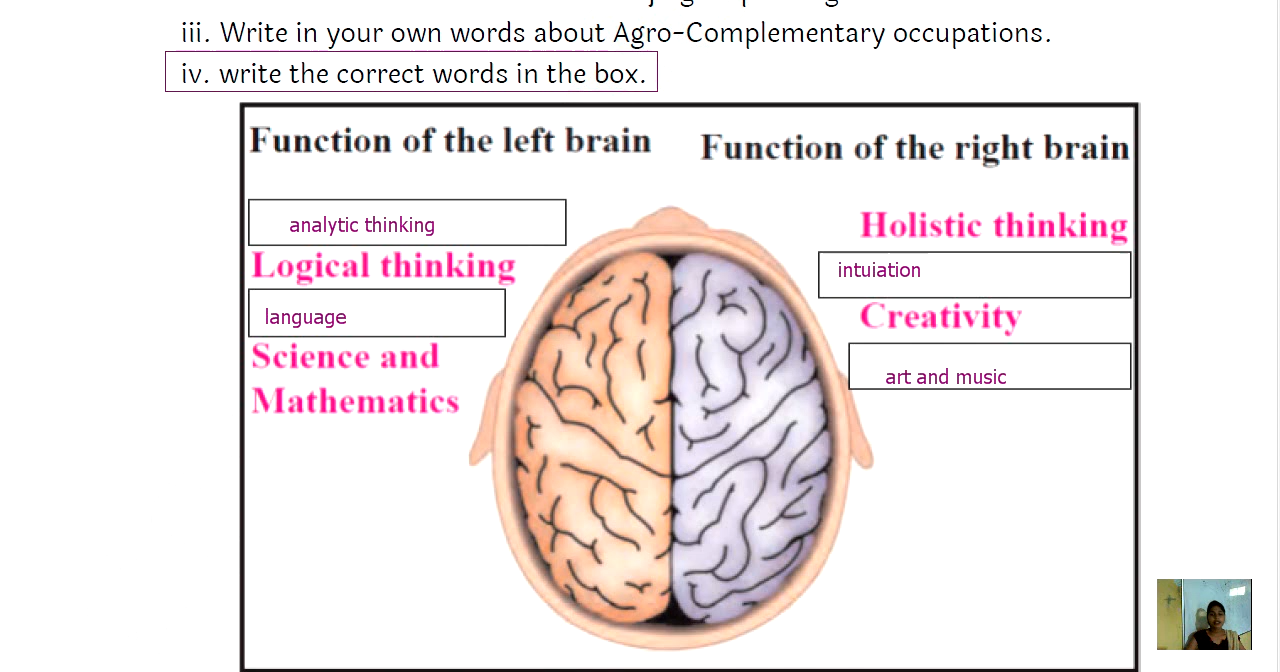 iii. Write in your own words about Agro-Complementary occupations.
iv. write the correct words in the box.
Function of the left brain
analytic thinking
Logical thinking
language
Science and
Mathematics
Function of the right brain
Holistic thinking
intuiation
Creativity
art and music